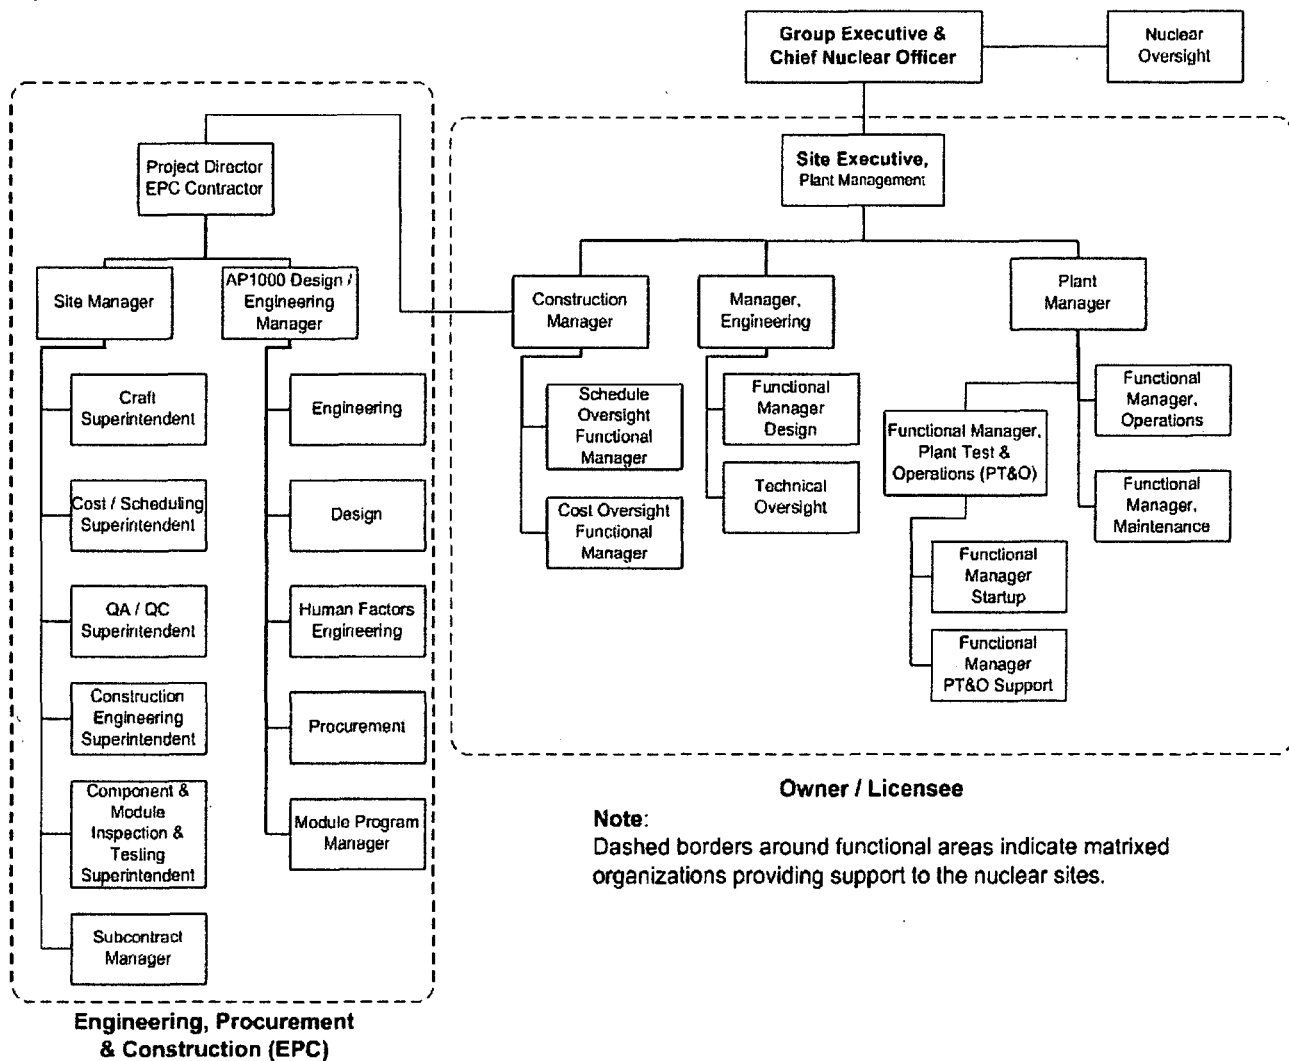 Group Executive &
Chief Nuclear Officer
Nuclear
Oversight
Project Director
EPC Contractor
Site Executive,
Plant Management
Site Manager
AP1000 Design /
Engineering
Manager
Construction
Manager
Manager,
Engineering
Plant
Manager
Craft
Superintendent
Cost / Scheduling
Superintendent
QA / QC
Superintendent
Construction
Engineering
Superintendent
Component &
Module
Inspection &
Testing
Superintendent
Subcontract
Manager
Engineering
Design
Human Factors
Engineering
Procurement
Module Program
Manager
Schedule
Oversight
Functional
Manager
Cost Oversight
Functional
Manager
Functional
Manager
Design
Technical
Oversight
Functional Manager,
Plant Test &
Operations (PT&O)
Functional
Manager
Startup
Functional
Manager
PT&O Support
Functional
Manager,
Operations
Functional
Manager,
Maintenance
Owner / Licensee
Note:
Dashed borders around functional areas indicate matrixed
organizations providing support to the nuclear sites.
Engineering, Procurement
& Construction (EPC)